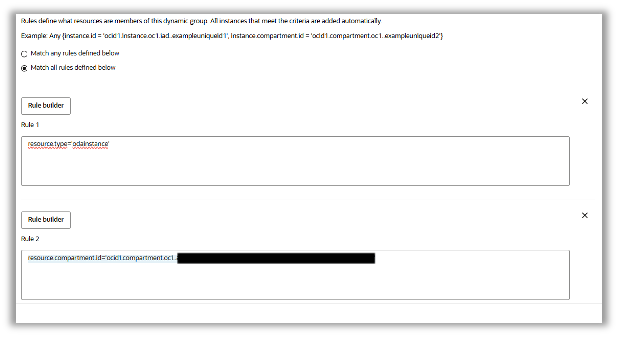 Rules define what resources are members of this dynamic group. All instances that meet the criteria are added automatically.
Example: Any {instance.id = 'ocid1.instance.oc1.iad..exampleuniqueid1', instance.compartment.id = 'ocid1.compartment.oc1..exampleuniqueid2'}
Match any rules defined below
Match all rules defined below
Rule builder
Rule 1
resource.type='odainstance'
Rule builder
Rule 2
resource.compartment.id='ocid1.compartment.oc1..